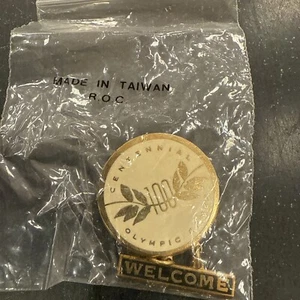 MADE IN TAIWAN
R.O.C
CENTENNIAL
100
OLYMPIC
WELCOME